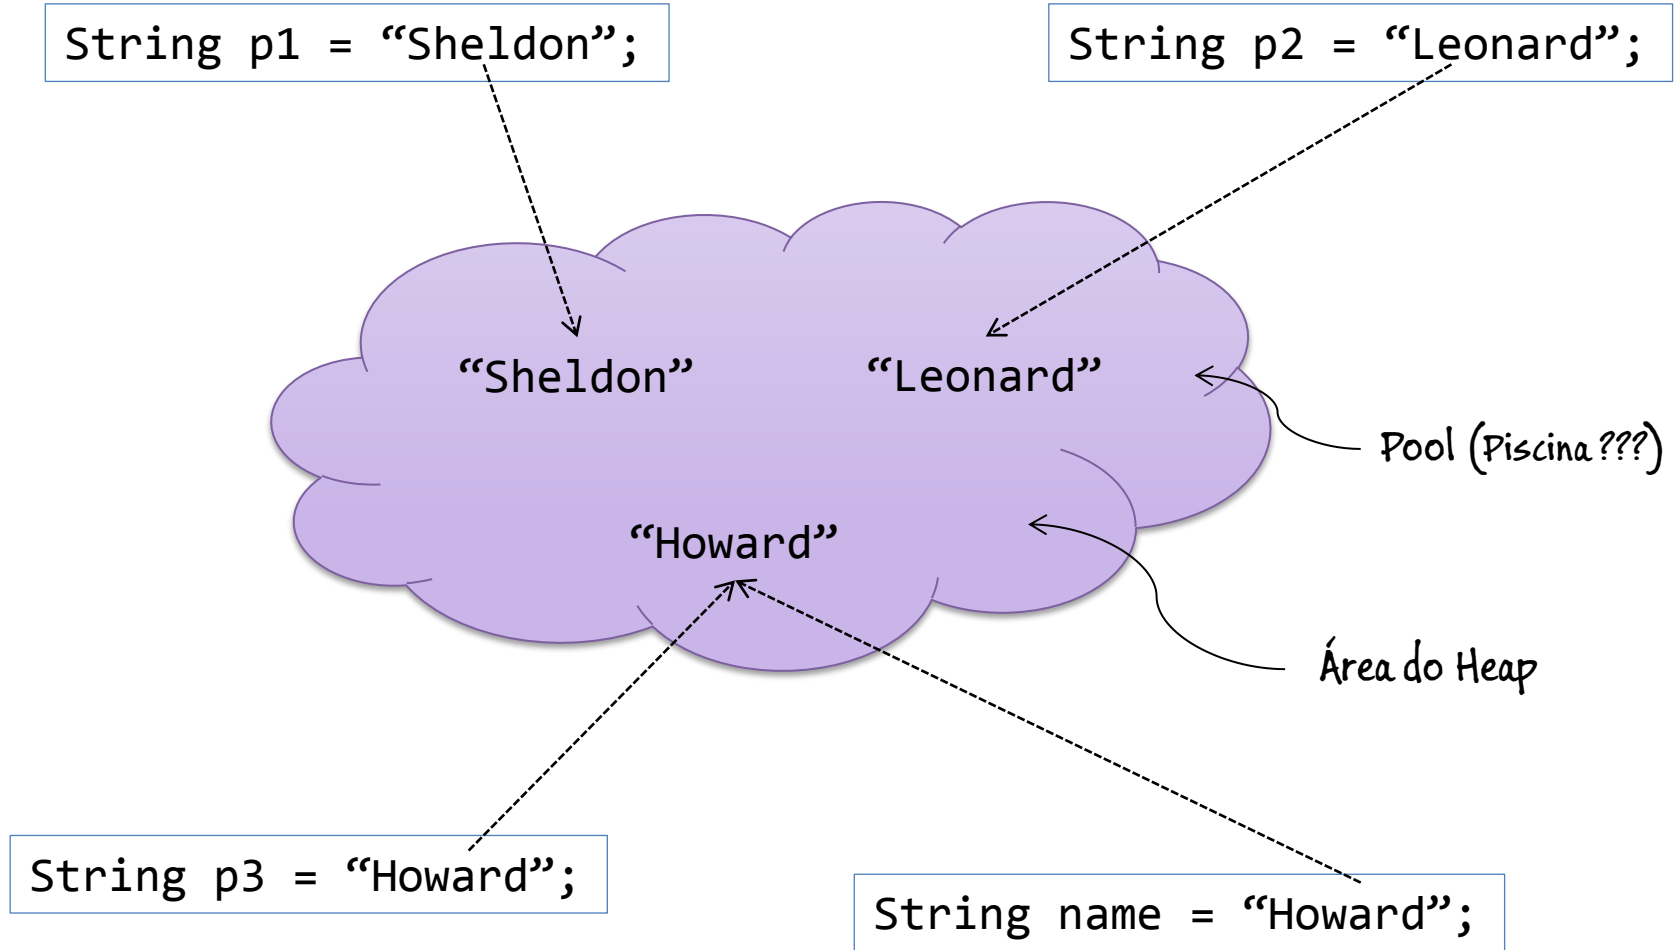 String p1 = “Sheldon”;
String p2 = “Leonard”;
“Sheldon”
“Leonard”
Pool (Piscina ???)
“Howard”
Área do Heap
String p3 = “Howard”;
String name = “Howard”;